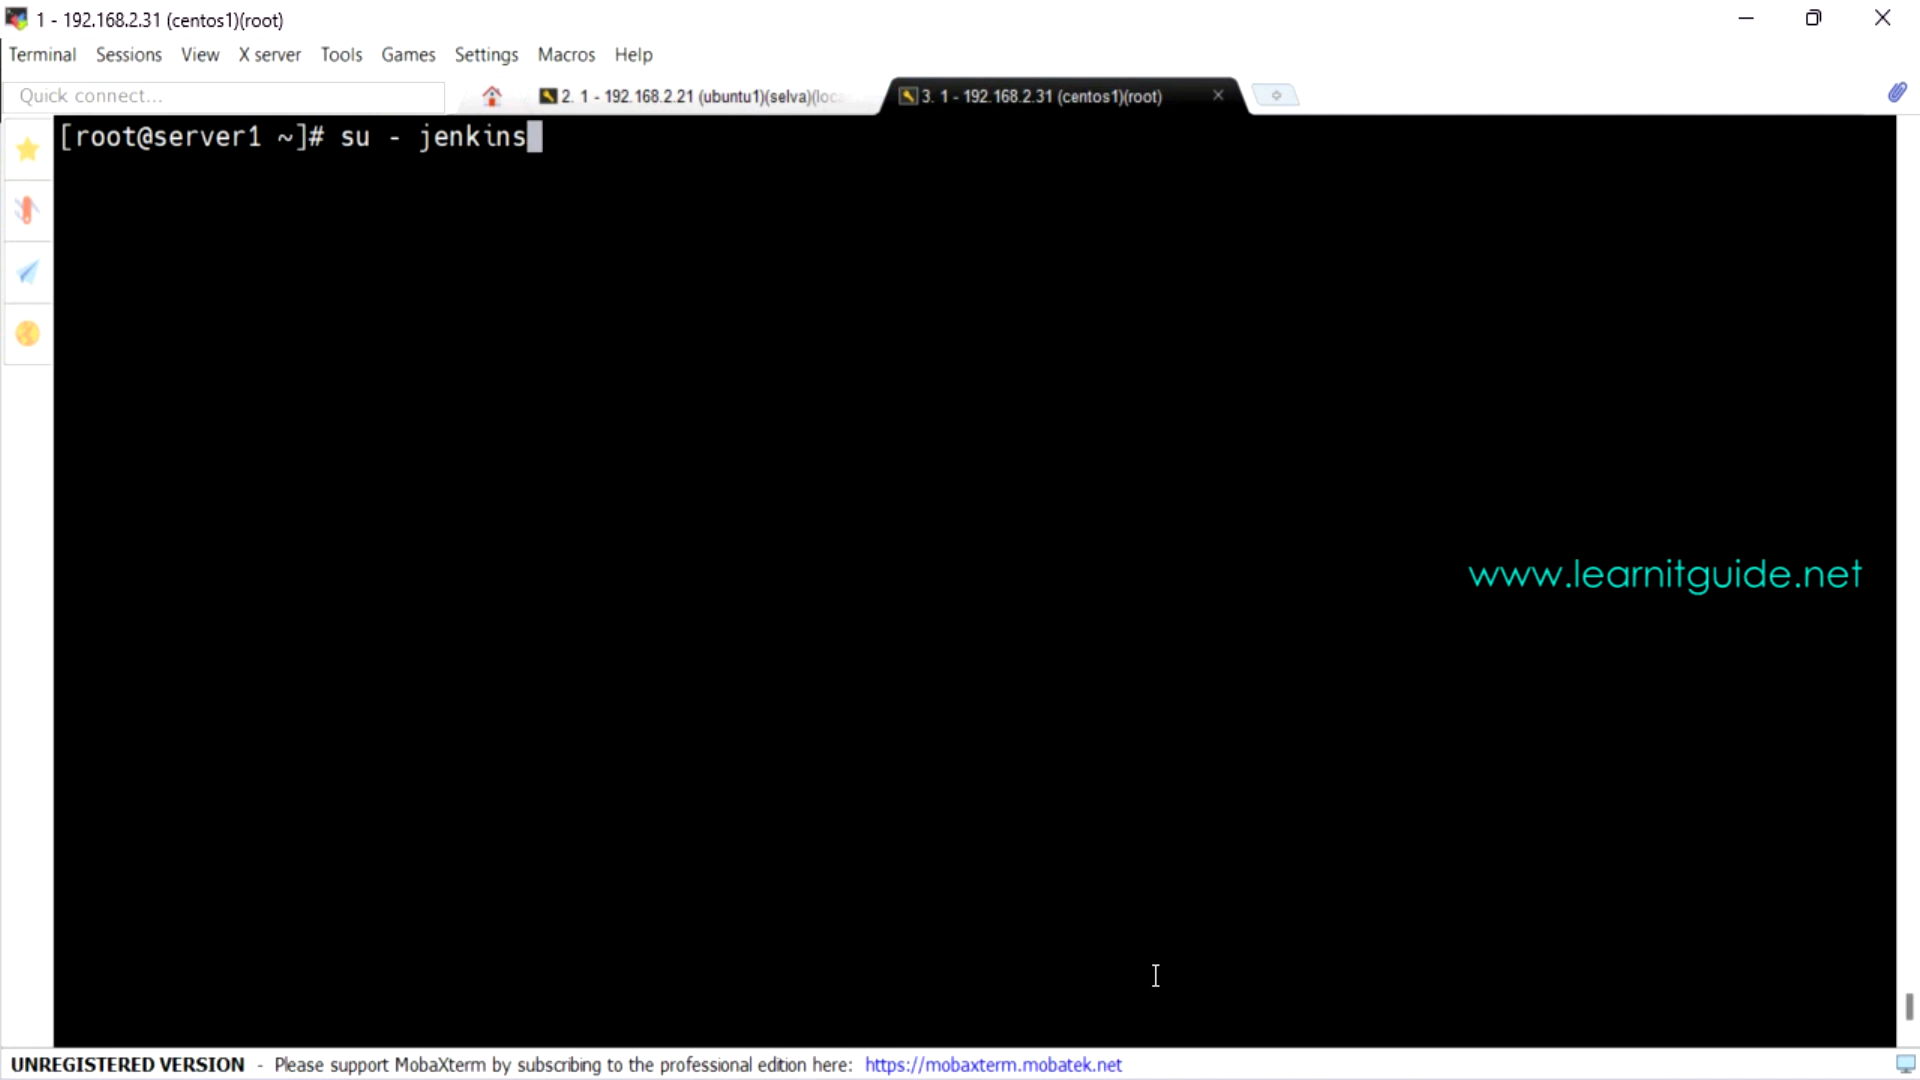 1 - 192.168.2.31 (centos1)(root)
Terminal Sessions View X server Tools Games Settings Macros Help
Quick connect...
2. 1 - 192.168.2.21 (ubuntu1)(selva)(loc
3. 1 - 192.168.2.31 (centos1)(root)
[root@server1 ~]# su - jenkins
www.learnitguide.net
UNREGISTERED VERSION - Please support MobaXterm by subscribing to the professional edition here: https://mobaxterm.mobatek.net